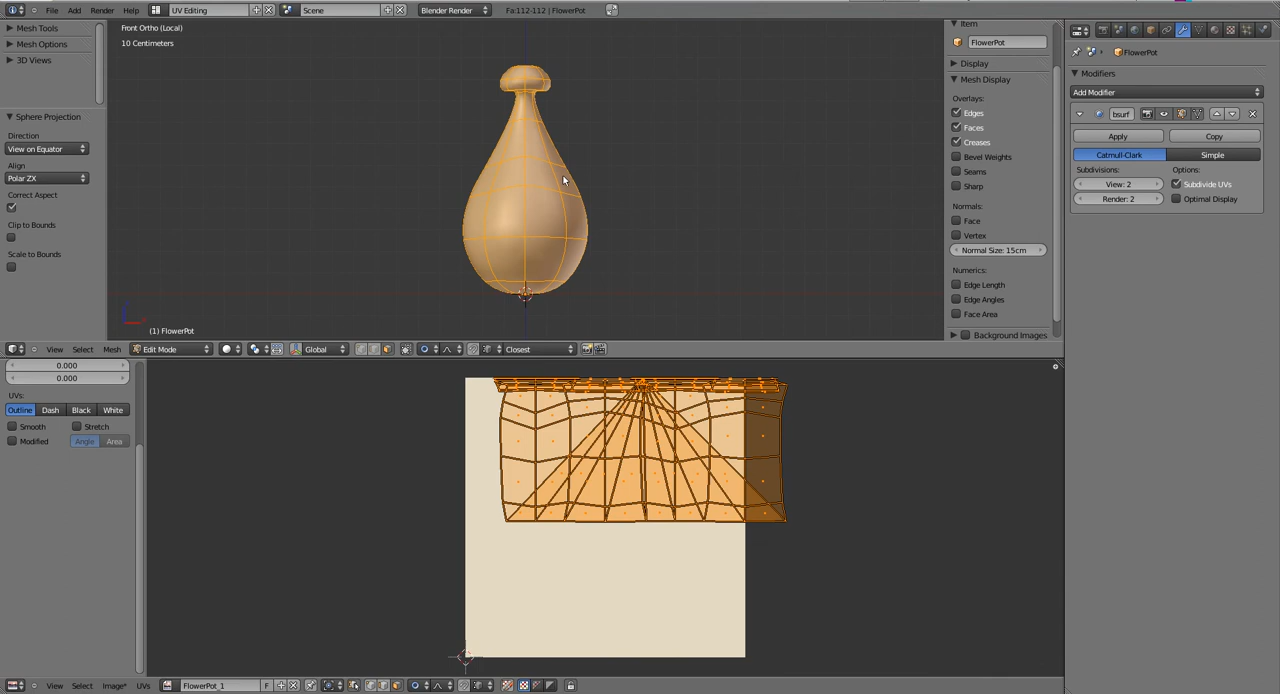 File Add Render Help UV Editing Scene Blender Render Fa:112-112 | FlowerPot
Mesh Tools
Mesh Options
3D Views
Sphere Projection
Direction
View on Equator
Align
Polar ZX
Correct Aspect
Clip to Bounds
Scale to Bounds
Front Ortho (Local)
10 Centimeters
(1) FlowerPot
Item
FlowerPot
Display
Mesh Display
Overlays:
Edges
Faces
Creases
Bevel Weights
Seams
Sharp
Normals:
Face
Vertex
Normal Size: 15cm
Numerics:
Edge Length
Edge Angles
Face Area
Background Images
FlowerPot
Modifiers
Add Modifier
bsurf
Apply Copy
Catmull-Clark Simple
Subdivisions: Options:
View: 2 Subdivide UVs
Render: 2 Optimal Display
View Select Mesh Edit Mode Global Closest
0.000
0.000
UVs:
Outline Dash Black White
Smooth Stretch
Modified Angle Area
View Select Image* UVs FlowerPot_1 F